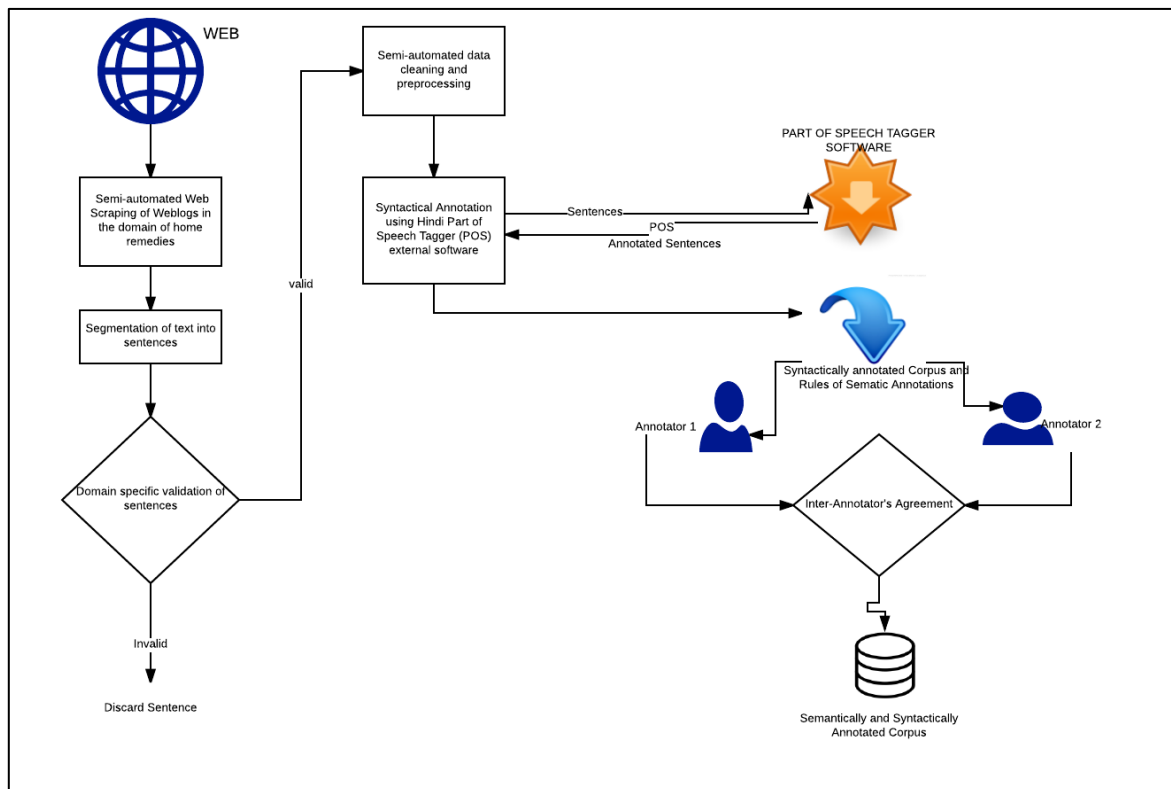 WEB
Semi-automated Web
Scraping of Weblogs in
the domain of home
remedies
Segmentation of text into
sentences
Domain specific validation of
sentences
Invalid
Discard Sentence
valid
Semi-automated data
cleaning and
preprocessing
Syntactical Annotation
using Hindi Part of
Speech Tagger (POS)
external software
Sentences
POS
Annotated Sentences
PART OF SPEECH TAGGER
SOFTWARE
Syntactically annotated Corpus and
Rules of Sematic Annotations
Annotator 1
Annotator 2
Inter-Annotator's Agreement
Semantically and Syntactically
Annotated Corpus